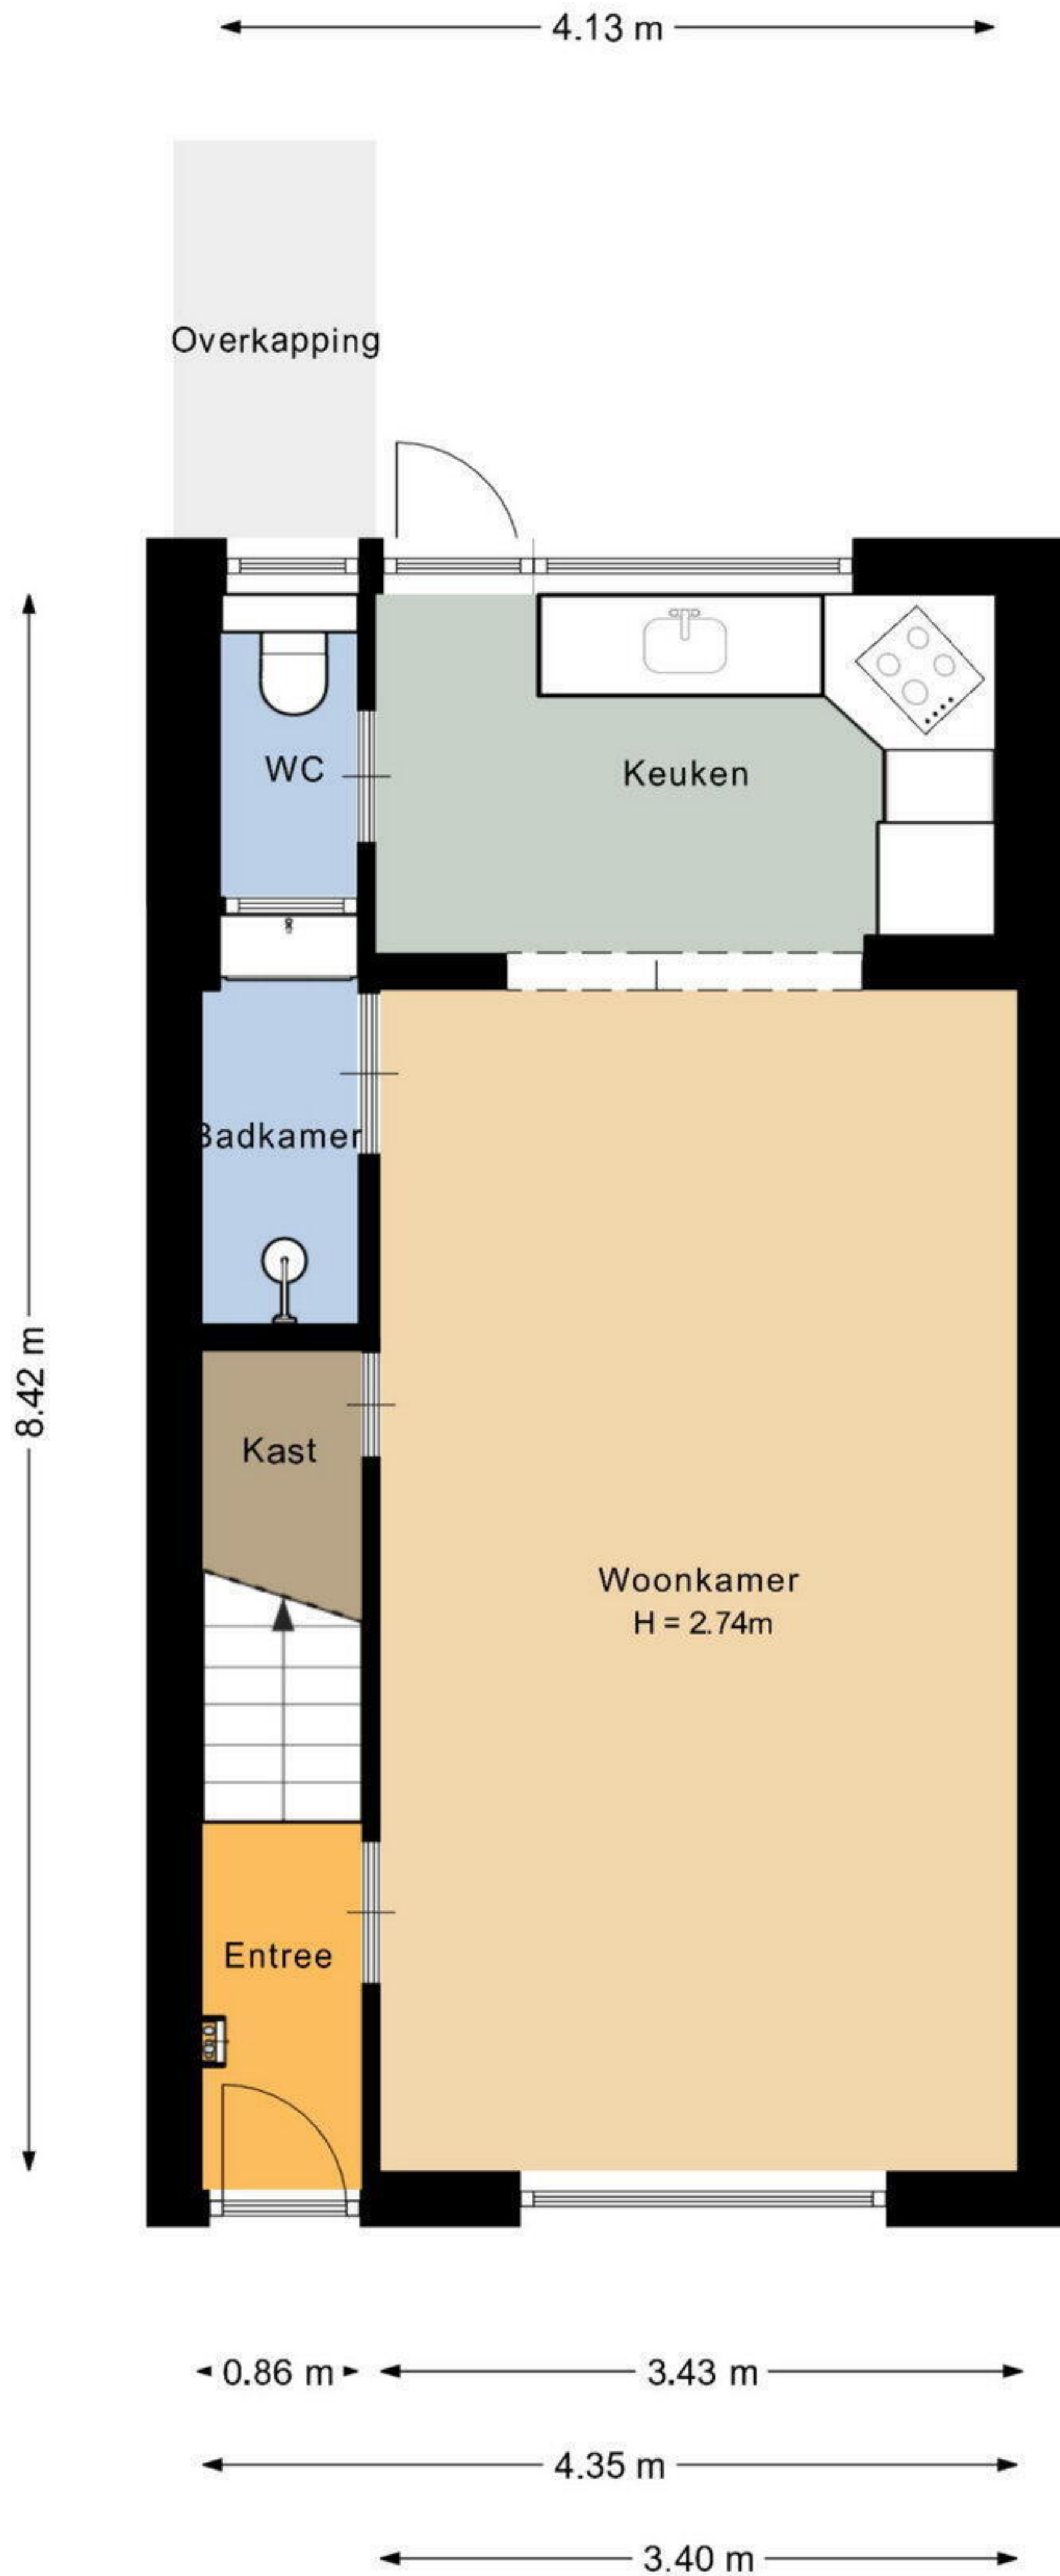 4.13 m
Overkapping
WC
Keuken
Badkamer
8.42 m
Kast
Woonkamer
H = 2.74m
Entree
0.86 m
3.43 m
4.35 m
3.40 m